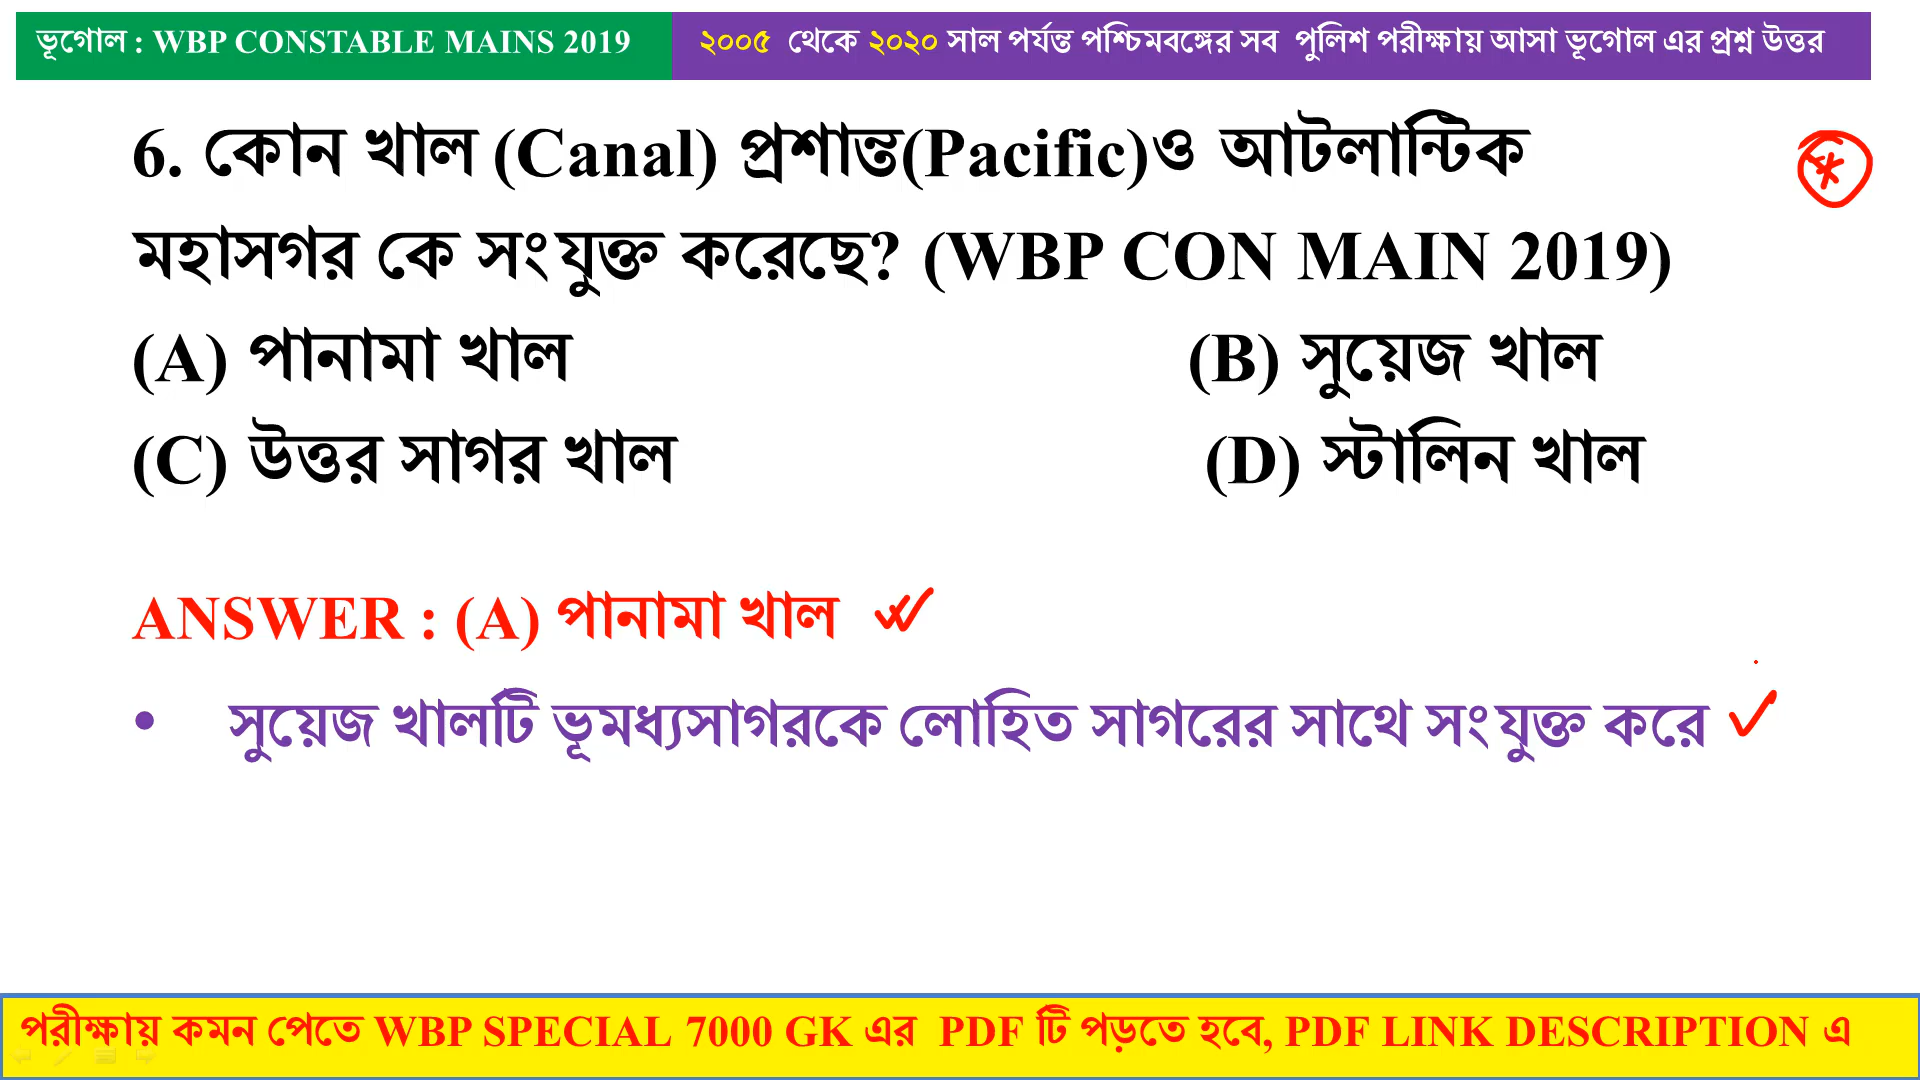 ভূগোল : WBP CONSTABLE MAINS 2019 ২০০৫ থেকে ২০২০ সাল পর্যন্ত পশ্চিমবঙ্গের সব পুলিশ পরীক্ষায় আসা ভূগোল এর প্রশ্ন উত্তর
6. কোন খাল (Canal) প্রশান্ত(Pacific)ও আটলান্টিক
মহাসগর কে সংযুক্ত করেছে? (WBP CON MAIN 2019)
(A) পানামা খাল (B) সুয়েজ খাল
(C) উত্তর সাগর খাল (D) স্টালিন খাল
ANSWER : (A) পানামা খাল
• সুয়েজ খালটি ভূমধ্যসাগরকে লোহিত সাগরের সাথে সংযুক্ত করে
পরীক্ষায় কমন পেতে WBP SPECIAL 7000 GK এর PDF টি পড়তে হবে, PDF LINK DESCRIPTION এ